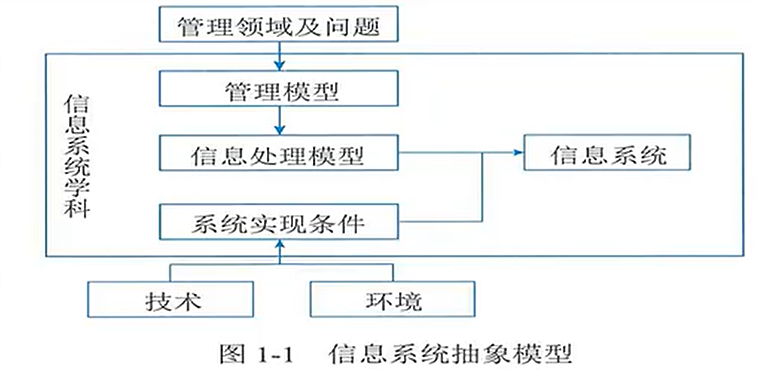 管理领域及问题
信息系统学科
管理模型
信息处理模型
信息系统
系统实现条件
技术
环境
图 1-1 信息系统抽象模型